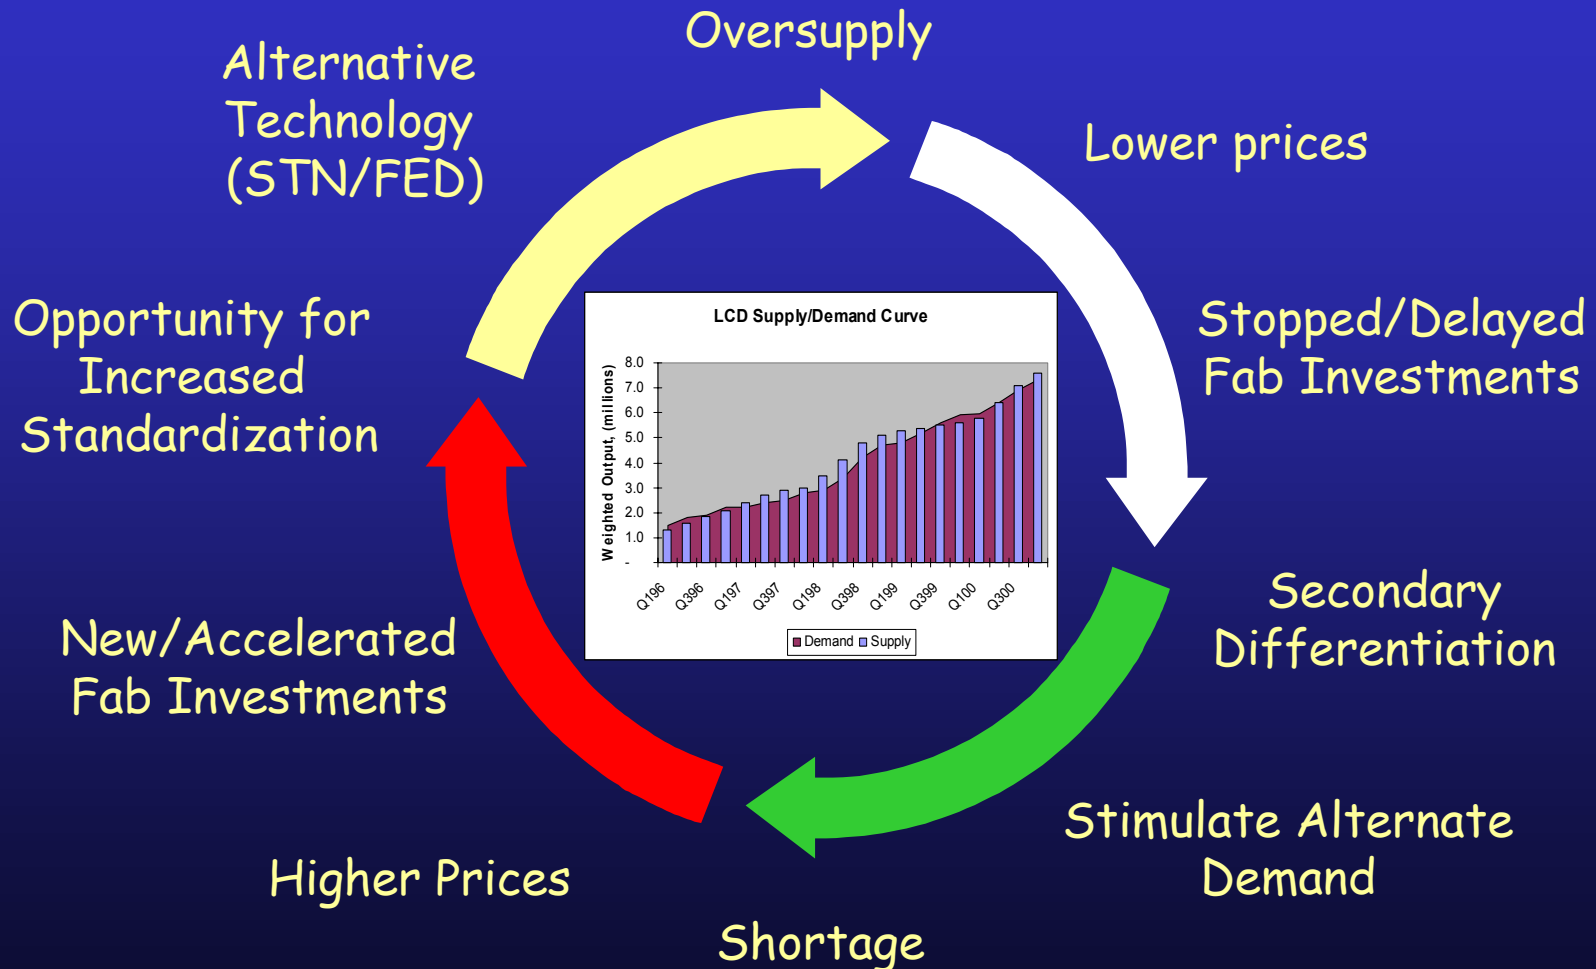 Oversupply
Alternative
Technology
(STN/FED)
Lower prices
Opportunity for
Increased
Standardization
Stopped/Delayed
Fab Investments
LCD Supply/Demand Curve
Weighted Output, (millions)
8.0
7.0
6.0
5.0
4.0
3.0
2.0
1.0
-
Q196
Q396
Q197
Q397
Q198
Q398
Q199
Q399
Q100
Q300
Demand
Supply
New/Accelerated
Fab Investments
Secondary
Differentiation
Higher Prices
Stimulate Alternate
Demand
Shortage